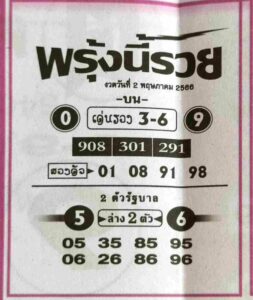 พรุ่งนี้รวย
งวดวันที่ 2 พฤษภาคม 2566
-บน-
0 เด่นรอง 3-6 9
908 301 291
สองตัว 01 08 91 98
2 ตัวรัฐบาล
5 ล่าง 2 ตัว 6
05 35 85 95
06 26 86 96